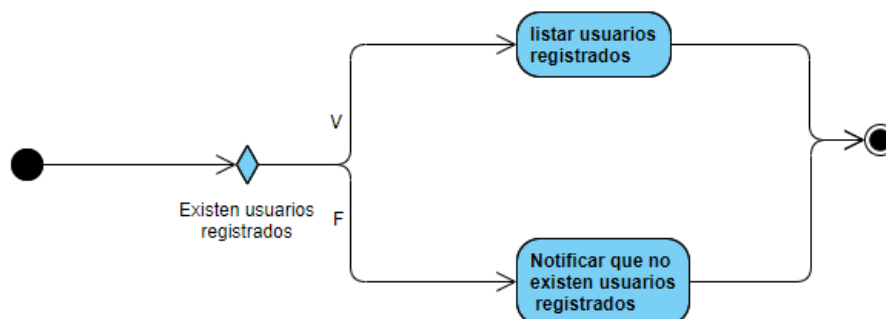 listar usuarios
registrados
V
Existen usuarios
registrados
F
Notificar que no
existen usuarios
registrados